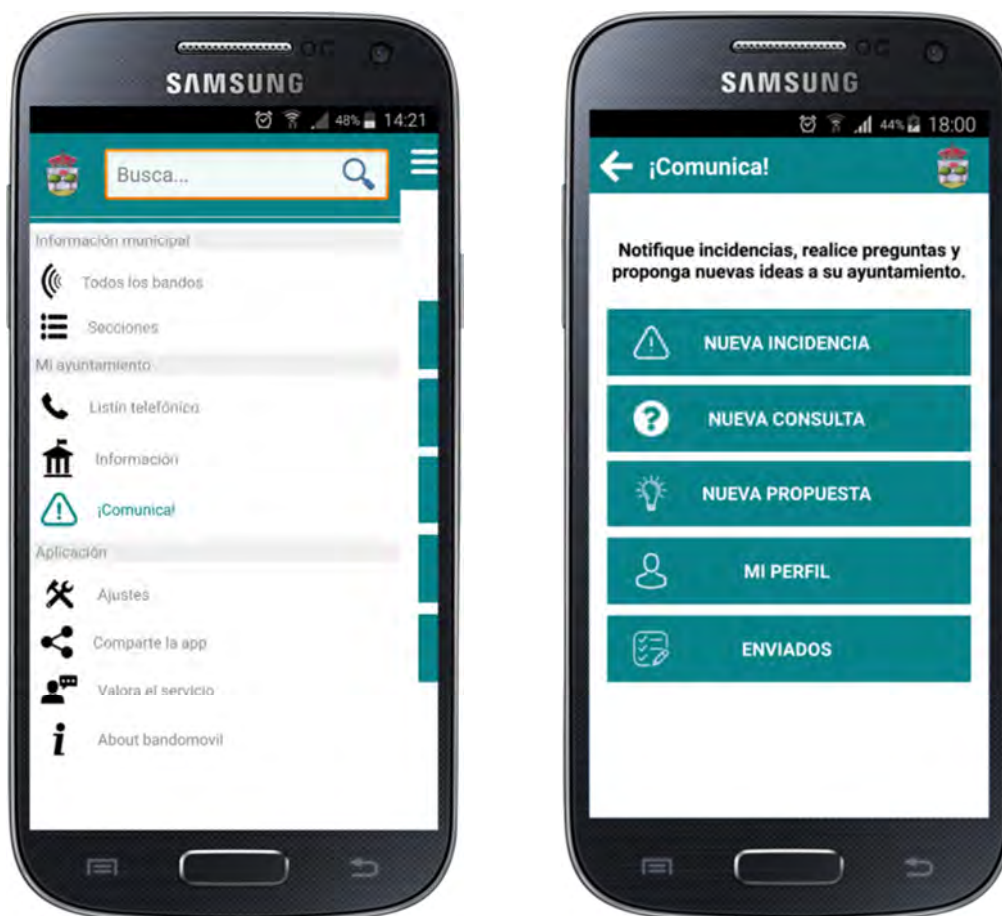 SAMSUNG
48% 14:21
Busca...
Información municipal
Todos los bandos
Secciones
Mi ayuntamiento
Listín telefónico
Información
¡Comunica!
Aplicación
Ajustes
Comparte la app
Valora el servicio
About bandomovil
SAMSUNG
44% 18:00
¡Comunica!
Notifique incidencias, realice preguntas y
proponga nuevas ideas a su ayuntamiento.
NUEVA INCIDENCIA
NUEVA CONSULTA
NUEVA PROPUESTA
MI PERFIL
ENVIADOS